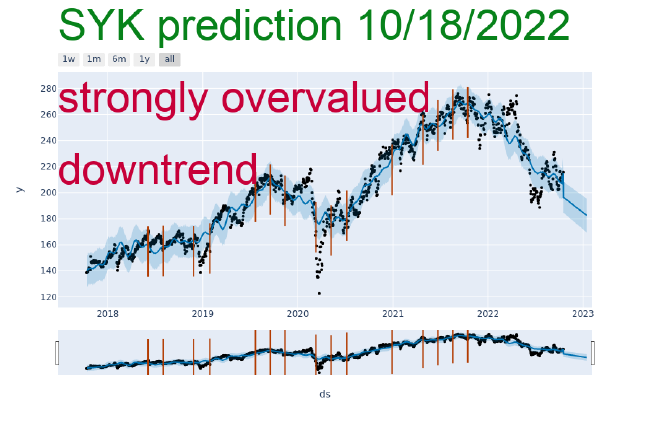 SYK prediction 10/18/2022
1w 1m 6m 1y all
strongly overvalued
downtrend
280
260
240
220
200
180
160
140
120
y
2018 2019 2020 2021 2022 2023
ds